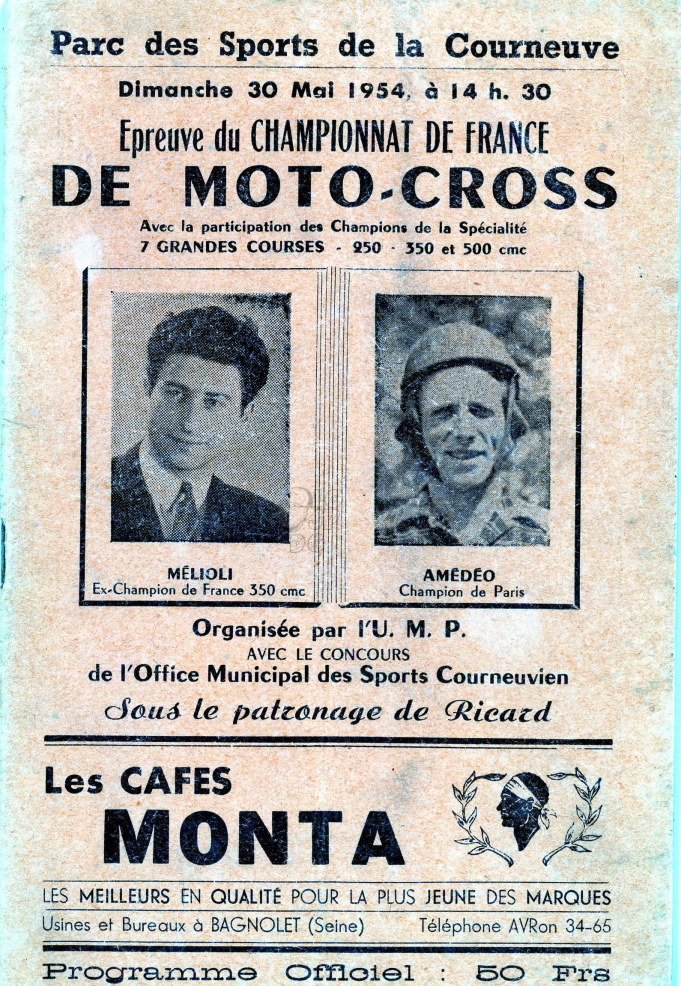 Parc des Sports de la Courneuve
Dimanche 30 Mai 1954, à 14 h. 30
Epreuve du CHAMPIONNAT DE FRANCE
DE MOTO-CROSS
Avec la participation des Champions de la Spécialité
7 GRANDES COURSES - 250 - 350 et 500 cmc
MÉLIOLI
Ex-Champion de France 350 cmc
AMÉDÉO
Champion de Paris
Organisée par l'U. M. P.
AVEC LE CONCOURS
de l'Office Municipal des Sports Courneuvien
Sous le patronage de Ricard
Les CAFES
MONTA
LES MEILLEURS EN QUALITÉ POUR LA PLUS JEUNE DES MARQUES
Usines et Bureaux à BAGNOLET (Seine) Téléphone AVRon 34-65
Programme Officiel : 50 Frs